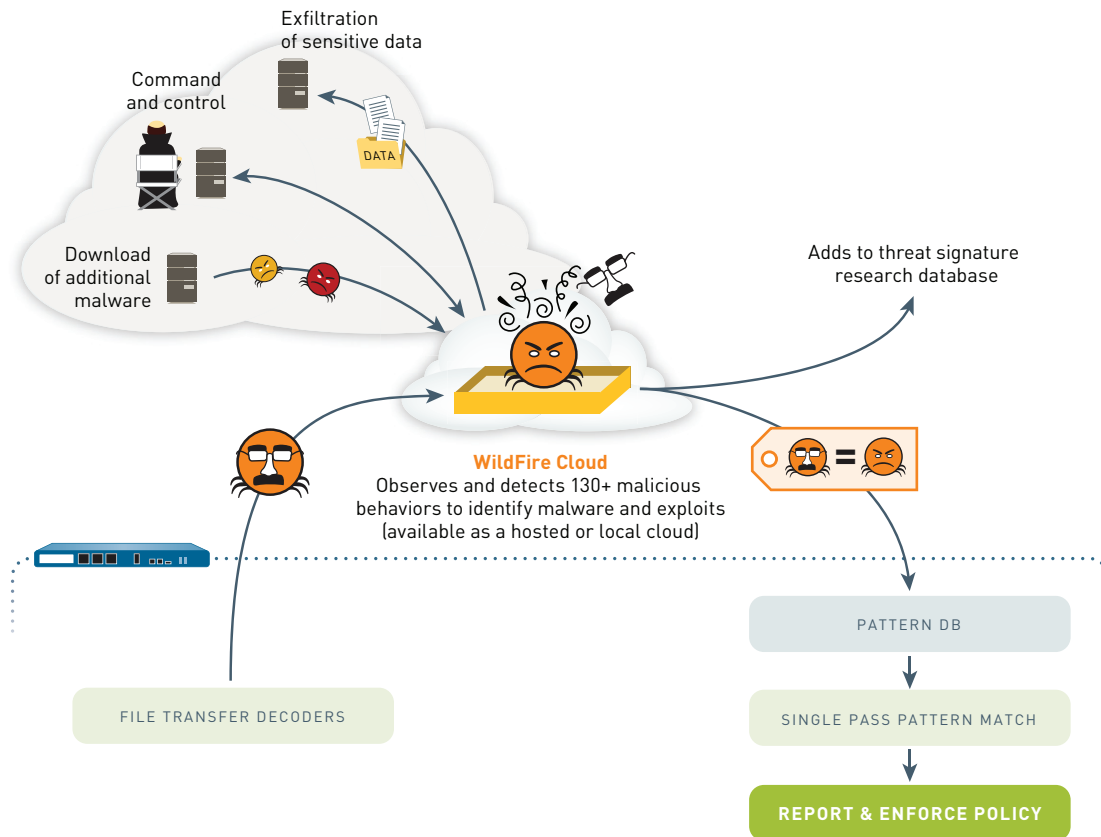 Exfiltration
of sensitive data
Command
and control
DATA
Download
of additional
malware
Adds to threat signature
research database
WildFire Cloud
Observes and detects 130+ malicious
behaviors to identify malware and exploits
(available as a hosted or local cloud)
=
PATTERN DB
FILE TRANSFER DECODERS
SINGLE PASS PATTERN MATCH
REPORT & ENFORCE POLICY